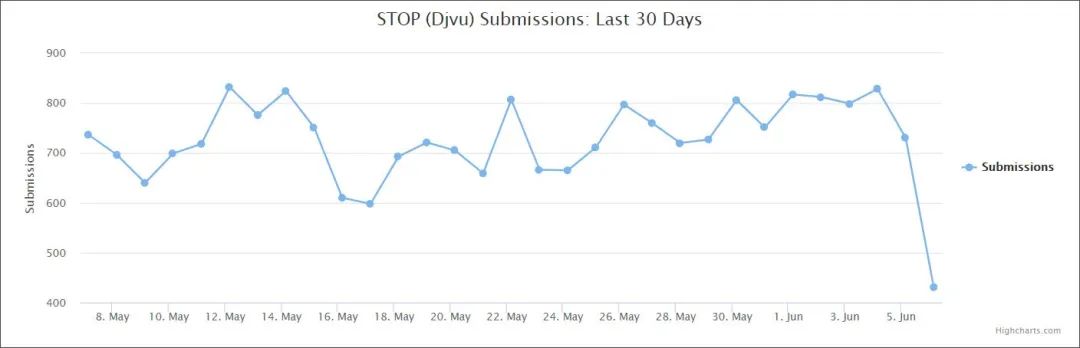 STOP (Djvu) Submissions: Last 30 Days
900
800
700
600
500
400
Submissions
8. May 10. May 12. May 14. May 16. May 18. May 20. May 22. May 24. May 26. May 28. May 30. May 1. Jun 3. Jun 5. Jun
Submissions
Highcharts.com